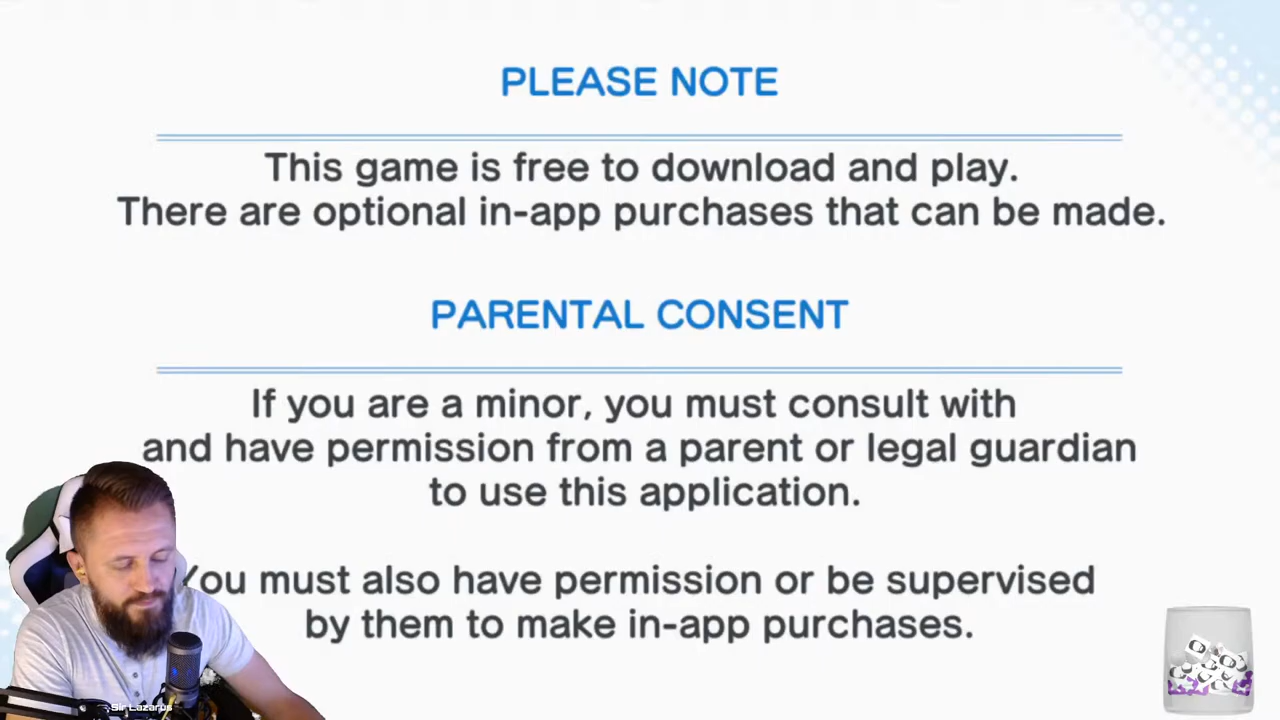 PLEASE NOTE
This game is free to download and play.
There are optional in-app purchases that can be made.
PARENTAL CONSENT
If you are a minor, you must consult with
and have permission from a parent or legal guardian
to use this application.
You must also have permission or be supervised
by them to make in-app purchases.
Sir Lazarus